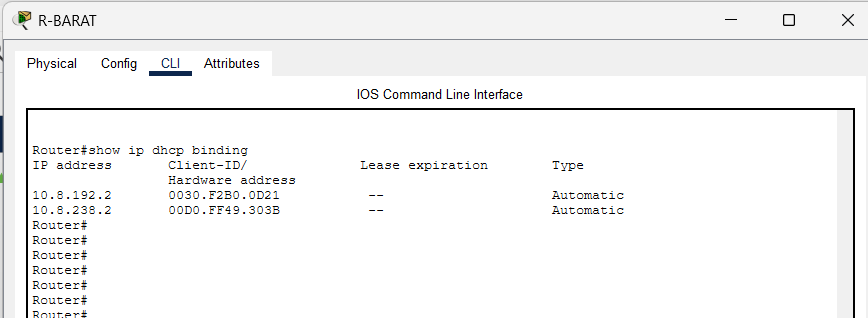 R-BARAT
Physical Config CLI Attributes
IOS Command Line Interface
Router#show ip dhcp binding
IP address Client-ID/ Lease expiration Type
Hardware address
10.8.192.2 0030.F2B0.0D21 -- Automatic
10.8.238.2 00D0.FF49.303B -- Automatic
Router#
Router#
Router#
Router#
Router#
Router#
Router#